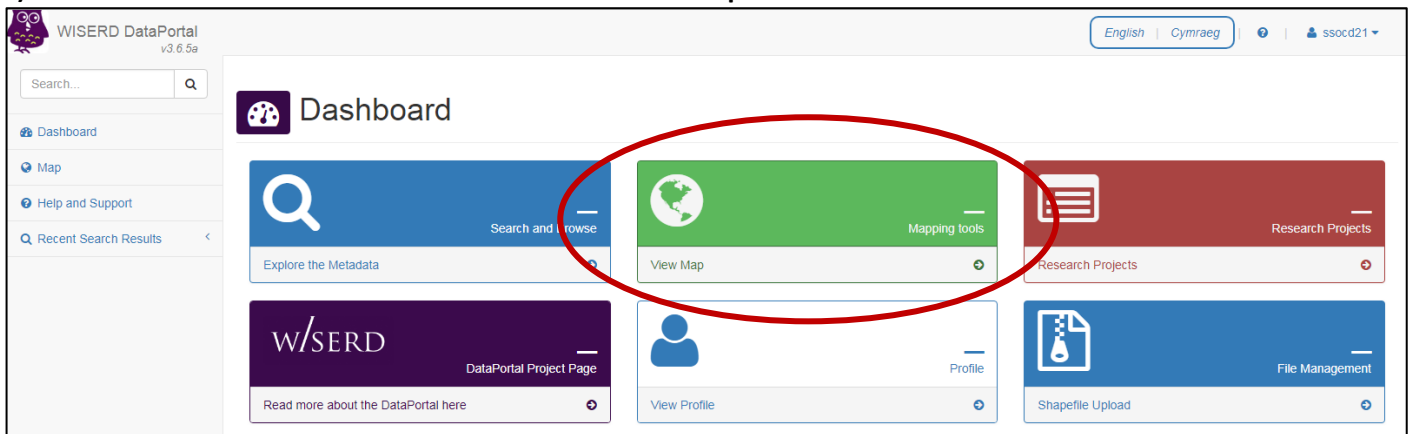 WISERD DataPortal
v3.6.5a
English | Cymraeg | | ssocd21
Search...
Dashboard
Dashboard
Map
Help and Support
Recent Search Results
Search and Browse
Mapping tools
Research Projects
Explore the Metadata
View Map
Research Projects
W/SERD
DataPortal Project Page
Profile
File Management
Read more about the DataPortal here
View Profile
Shapefile Upload